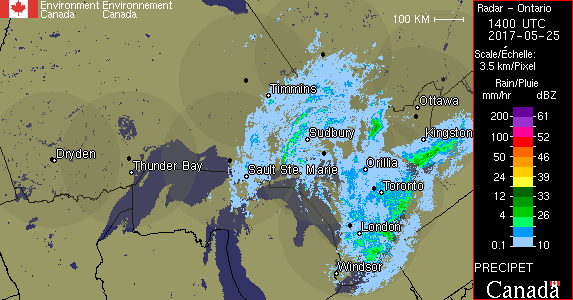 Environment Environnement
Canada Canada
100 KM
Timmins
Ottawa
Kingston
Sudbury
Dryden
Thunder Bay
Sault Ste. Marie
Orillia
Toronto
London
Windsor
Radar - Ontario
1400 UTC
2017-05-25
Scale/Échelle:
3.5 km/Pixel
Rain/Pluie
mm/hr dBZ
200 61
100 52
50 46
24 39
12 33
4 26
0.1 10
PRECIPET
Canada